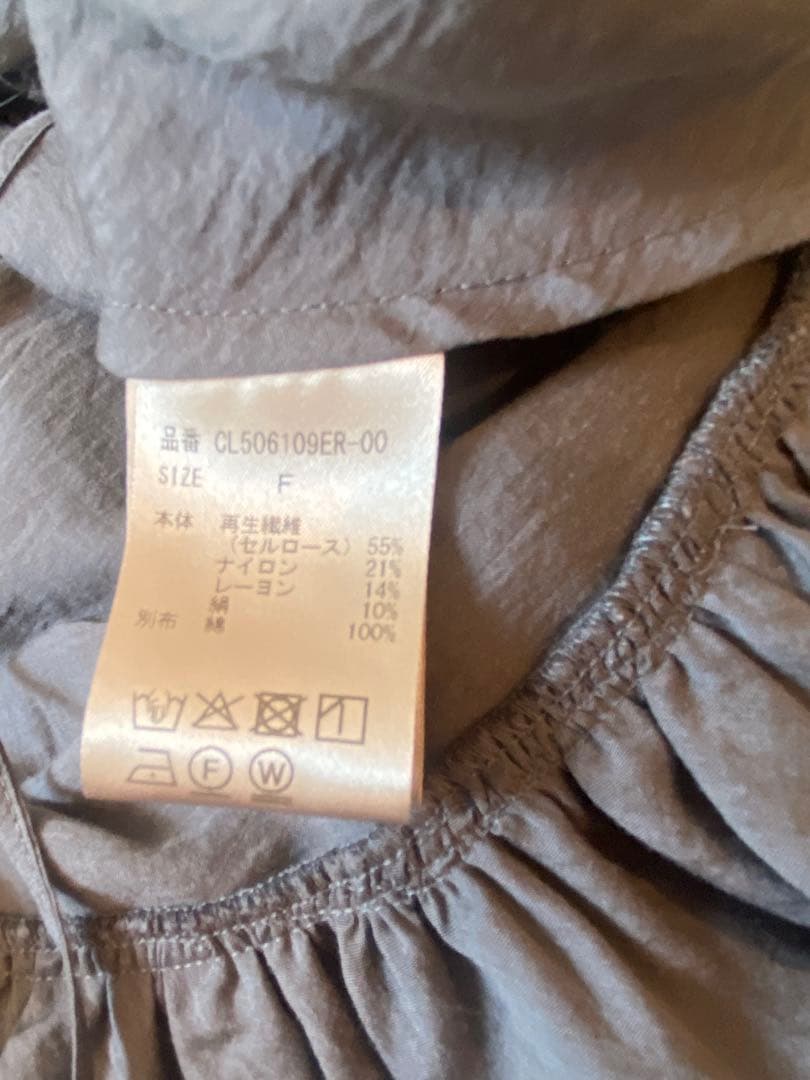 品番 CL506109ER-00
SIZE F
本体 再生繊維
(セルロース) 55%
ナイロン 21%
レーヨン 14%
絹 10%
別布 綿 100%
F W